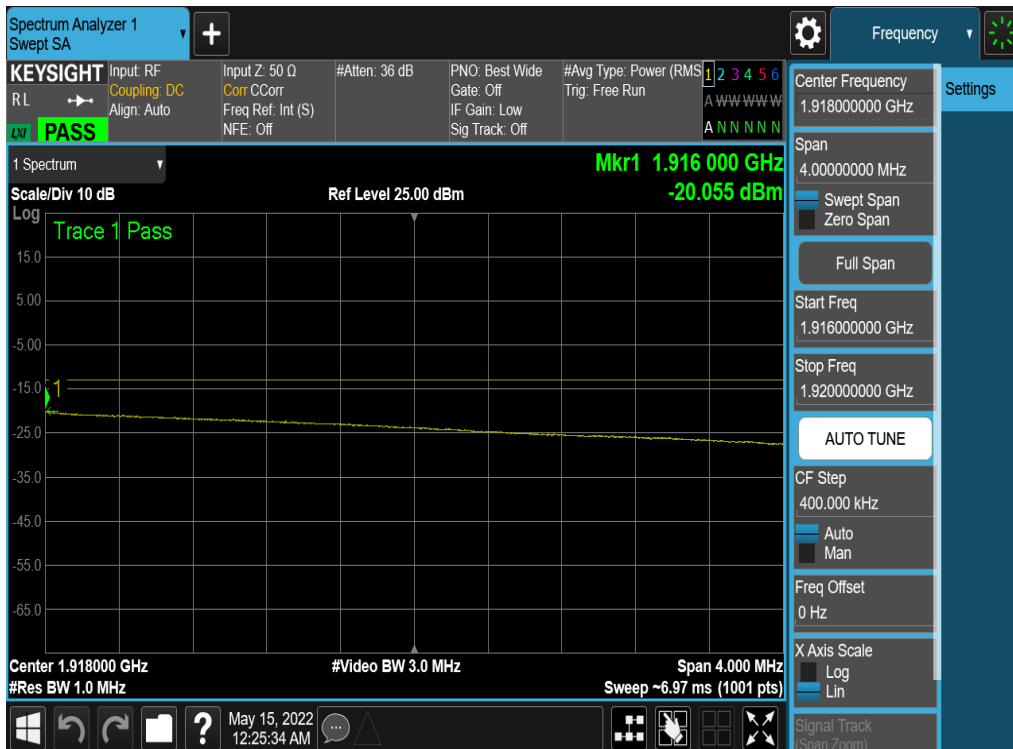 Spectrum Analyzer 1
Swept SA
+
Frequency
KEYSIGHT
R L
LXI PASS
Input: RF
Coupling: DC
Align: Auto
Input Z: 50 Ω
Corr CCorr
Freq Ref: Int (S)
NFE: Off
#Atten: 36 dB
PNO: Best Wide
Gate: Off
IF Gain: Low
Sig Track: Off
#Avg Type: Power (RMS
Trig: Free Run
1 2 3 4 5 6
A W W W W W
A N N N N N
1 Spectrum
Scale/Div 10 dB
Ref Level 25.00 dBm
Mkr1 1.916 000 GHz
-20.055 dBm
Log
Trace 1 Pass
15.0
5.00
-5.00
-15.0
1
-25.0
-35.0
-45.0
-55.0
-65.0
Center 1.918000 GHz
#Video BW 3.0 MHz
Span 4.000 MHz
#Res BW 1.0 MHz
Sweep ~6.97 ms (1001 pts)
?
May 15, 2022
12:25:34 AM
Center Frequency
1.918000000 GHz
Settings
Span
4.00000000 MHz
Swept Span
Zero Span
Full Span
Start Freq
1.916000000 GHz
Stop Freq
1.920000000 GHz
AUTO TUNE
CF Step
400.000 kHz
Auto
Man
Freq Offset
0 Hz
X Axis Scale
Log
Lin
Signal Track
(Span Zoom)